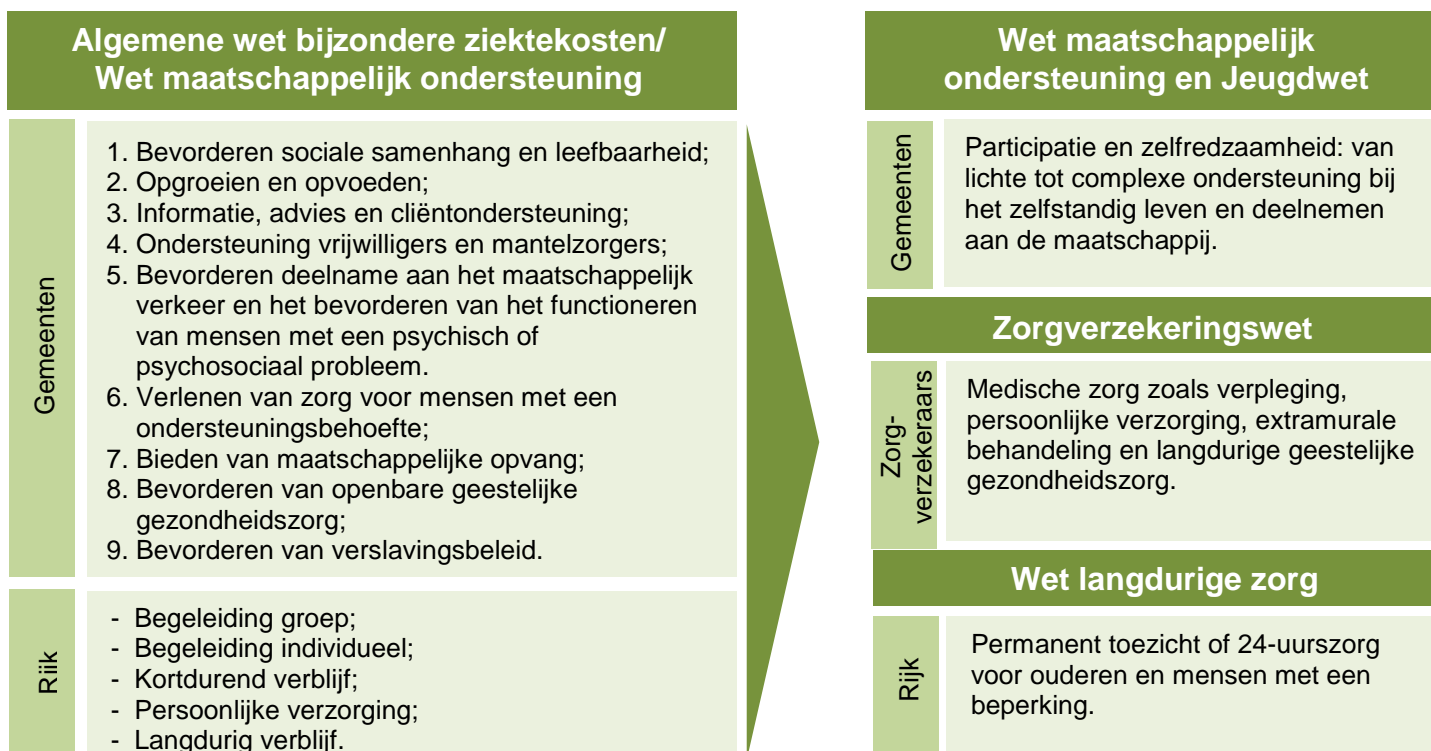 Algemene wet bijzondere ziektekosten/
Wet maatschappelijk ondersteuning
Gemeenten
1. Bevorderen sociale samenhang en leefbaarheid;
2. Opgroeien en opvoeden;
3. Informatie, advies en cliëntondersteuning;
4. Ondersteuning vrijwilligers en mantelzorgers;
5. Bevorderen deelname aan het maatschappelijk
verkeer en het bevorderen van het functioneren
van mensen met een psychisch of
psychosociaal probleem.
6. Verlenen van zorg voor mensen met een
ondersteuningsbehoefte;
7. Bieden van maatschappelijke opvang;
8. Bevorderen van openbare geestelijke
gezondheidszorg;
9. Bevorderen van verslavingsbeleid.
Rijk
- Begeleiding groep;
- Begeleiding individueel;
- Kortdurend verblijf;
- Persoonlijke verzorging;
- Langdurig verblijf.
Wet maatschappelijk
ondersteuning en Jeugdwet
Gemeenten
Participatie en zelfredzaamheid: van
lichte tot complexe ondersteuning bij
het zelfstandig leven en deelnemen
aan de maatschappij.
Zorgverzekeringswet
Zorg-
verzekeraars
Medische zorg zoals verpleging,
persoonlijke verzorging, extramurale
behandeling en langdurige geestelijke
gezondheidszorg.
Wet langdurige zorg
Rijk
Permanent toezicht of 24-uurszorg
voor ouderen en mensen met een
beperking.